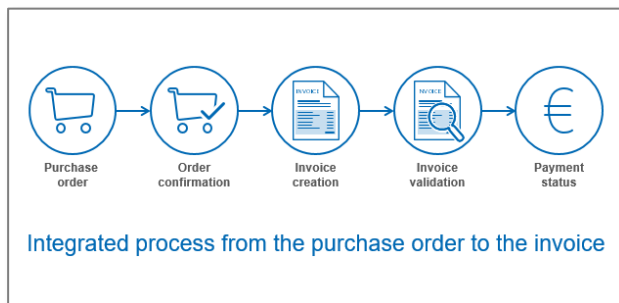 INVOICE
INVOICE
€
Purchase
order
Order
confirmation
Invoice
creation
Invoice
validation
Payment
status
Integrated process from the purchase order to the invoice